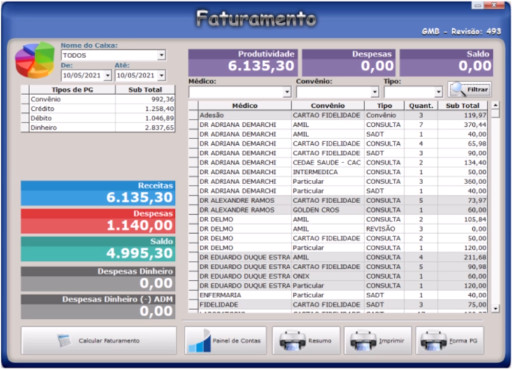 Faturamento
GMB - Revisão: 493
Nome do Caixa:
TODOS
De: Até:
10/05/2021 10/05/2021
Tipos de PG Sub Total
Convênio 992,36
Crédito 1.258,40
Débito 1.046,89
Dinheiro 2.837,65
Receitas
6.135,30
Despesas
1.140,00
Saldo
4.995,30
Despesas Dinheiro
0,00
Despesas Dinheiro (-) ADM
0,00
Produtividade Despesas Saldo
6.135,30 0,00 0,00
Médico: Convênio: Tipo:
Filtrar
Médico Convênio Tipo Quant. Sub Total
Adesão CARTAO FIDELIDADE Convênio 3 119,97
DR ADRIANA DEMARCHI AMIL CONSULTA 7 370,44
DR ADRIANA DEMARCHI AMIL SADT 1 40,00
DR ADRIANA DEMARCHI CARTAO FIDELIDADE CONSULTA 4 65,98
DR ADRIANA DEMARCHI CARTAO FIDELIDADE SADT 3 90,00
DR ADRIANA DEMARCHI CEDAE SAUDE - CAC CONSULTA 2 134,40
DR ADRIANA DEMARCHI INTERMEDICA CONSULTA 1 50,00
DR ADRIANA DEMARCHI Particular CONSULTA 3 360,00
DR ADRIANA DEMARCHI Particular SADT 1 40,00
DR ALEXANDRE RAMOS CARTAO FIDELIDADE CONSULTA 5 73,97
DR ALEXANDRE RAMOS GOLDEN CROS CONSULTA 1 60,00
DR DELMO AMIL CONSULTA 2 105,84
DR DELMO AMIL REVISÃO 3 0,00
DR DELMO CARTAO FIDELIDADE CONSULTA 2 50,00
DR DELMO Particular CONSULTA 1 120,00
DR EDUARDO DUQUE ESTRA AMIL CONSULTA 4 211,68
DR EDUARDO DUQUE ESTRA CARTAO FIDELIDADE CONSULTA 5 90,98
DR EDUARDO DUQUE ESTRA ONIX CONSULTA 1 60,00
DR EDUARDO DUQUE ESTRA Particular CONSULTA 1 120,00
ENFERMARIA Particular SADT 1 40,00
FIDELIDADE CARTAO FIDELIDADE SADT 3 75,00
Calcular Faturamento
Painel de Contas
Resumo
Imprimir
Forma PG